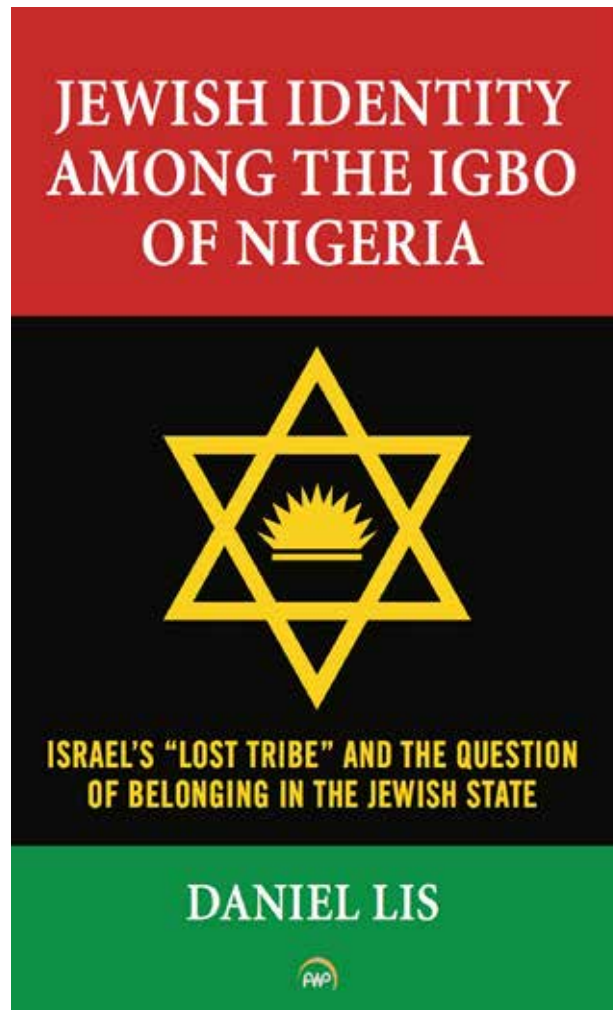 JEWISH IDENTITY
AMONG THE IGBO
OF NIGERIA
ISRAEL'S “LOST TRIBE” AND THE QUESTION
OF BELONGING IN THE JEWISH STATE
DANIEL LIS
AWP